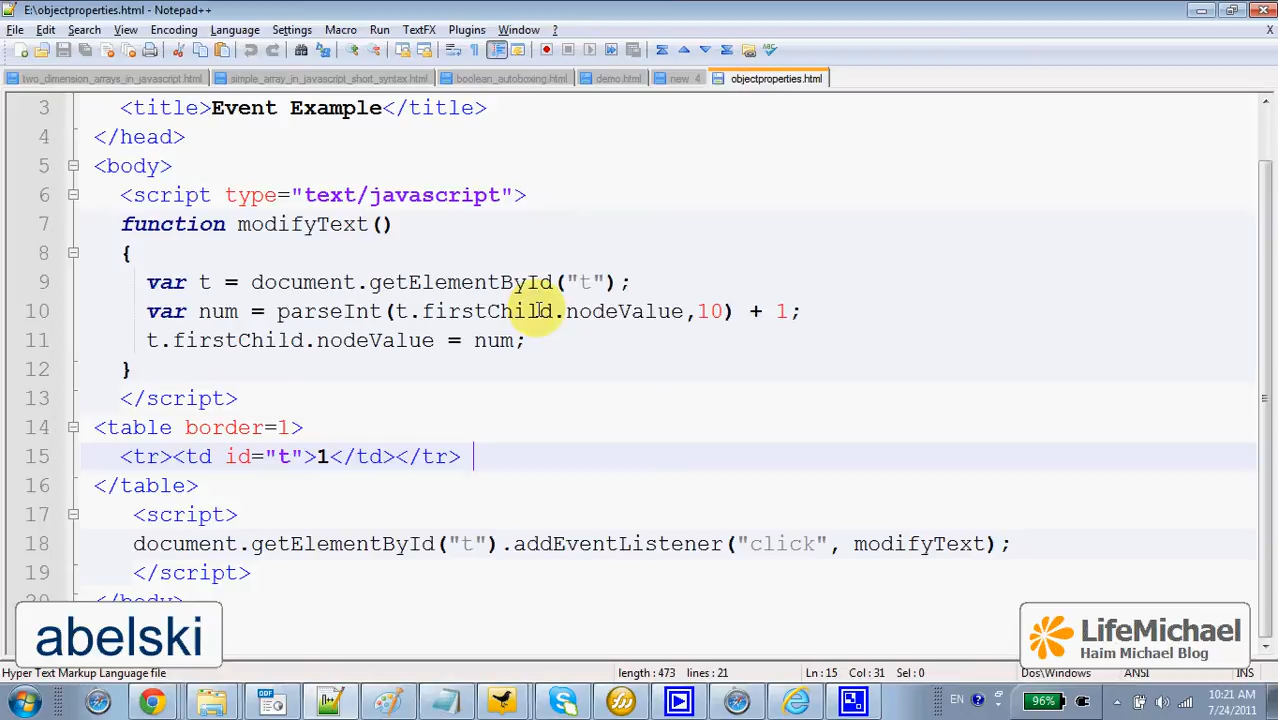 E:\objectproperties.html - Notepad++
File Edit Search View Encoding Language Settings Macro Run TextFX Plugins Window ? X
two_dimension_arrays_in_javascript.html simple_array_in_javascript_short_syntax.html boolean_autoboxing.html demo.html new 4 objectproperties.html
3 <title>Event Example</title>
4 </head>
5 <body>
6 <script type="text/javascript">
7 function modifyText()
8 {
9 var t = document.getElementById("t");
10 var num = parseInt(t.firstChild.nodeValue,10) + 1;
11 t.firstChild.nodeValue = num;
12 }
13 </script>
14 <table border=1>
15 <tr><td id="t">1</td></tr>
16 </table>
17 <script>
18 document.getElementById("t").addEventListener("click", modifyText);
19 </script>
20 </body>
abelski
LifeMichael
Haim Michael Blog
Hyper Text Markup Language file length : 473 lines : 21 Ln : 15 Col : 31 Sel : 0 Dos\Windows ANSI INS
EN 96% 10:21 AM
7/24/2011